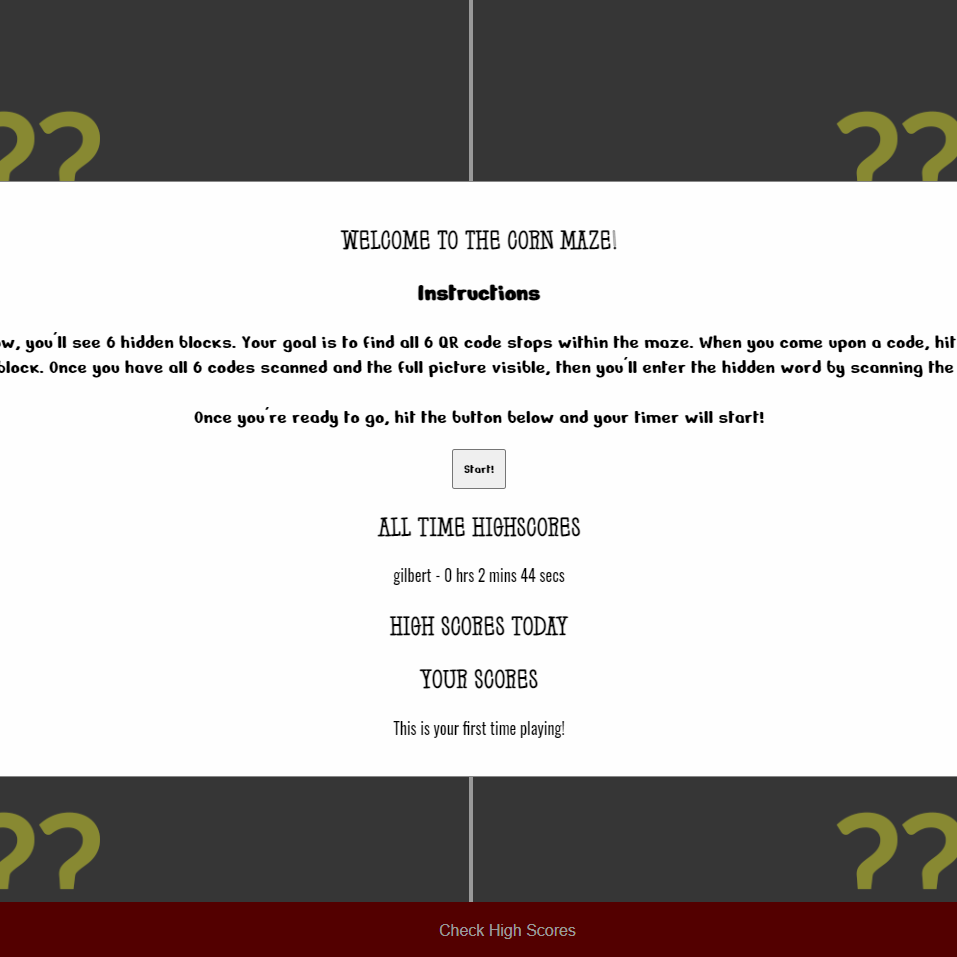 ??
??
WELCOME TO THE CORN MAZE!
Instructions
ow, you'll see 6 hidden blocks. Your goal is to find all 6 QR code stops within the maze. When you come upon a code, hit
block. Once you have all 6 codes scanned and the full picture visible, then you'll enter the hidden word by scanning the
Once you're ready to go, hit the button below and your timer will start!
Start!
ALL TIME HIGHSCORES
gilbert - 0 hrs 2 mins 44 secs
HIGH SCORES TODAY
YOUR SCORES
This is your first time playing!
??
??
Check High Scores